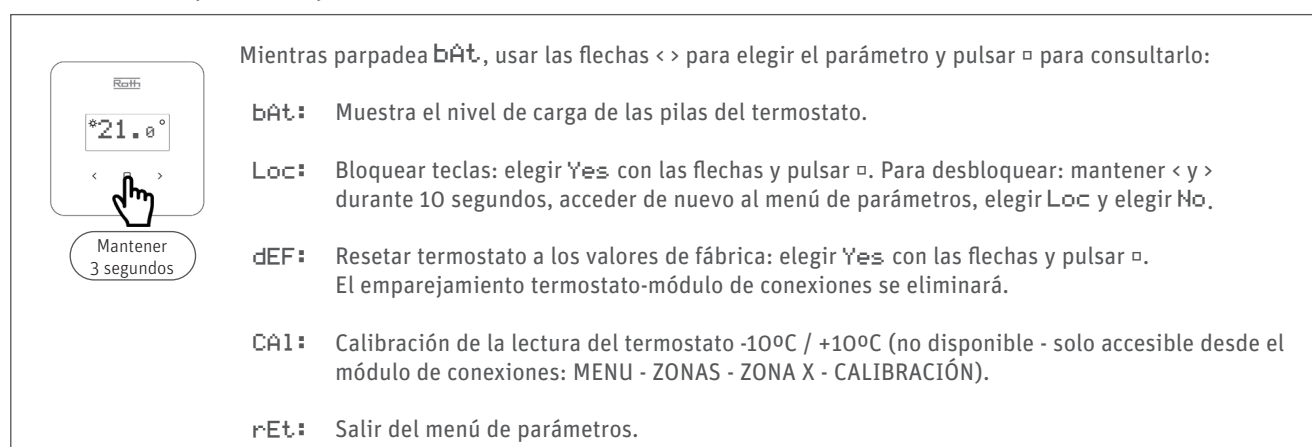 Roth
*21.0°
< ▫ >
Mantener
3 segundos
Mientras parpadea bAt, usar las flechas < > para elegir el parámetro y pulsar ▫ para consultarlo:
bAt: Muestra el nivel de carga de las pilas del termostato.
Loc: Bloquear teclas: elegir Yes con las flechas y pulsar ▫. Para desbloquear: mantener < y >
durante 10 segundos, acceder de nuevo al menú de parámetros, elegir Loc y elegir No.
dEF: Resetar termostato a los valores de fábrica: elegir Yes con las flechas y pulsar ▫.
El emparejamiento termostato-módulo de conexiones se eliminará.
CAl: Calibración de la lectura del termostato -10ºC / +10ºC (no disponible - solo accesible desde el
módulo de conexiones: MENU - ZONAS - ZONA X - CALIBRACIÓN).
rEt: Salir del menú de parámetros.